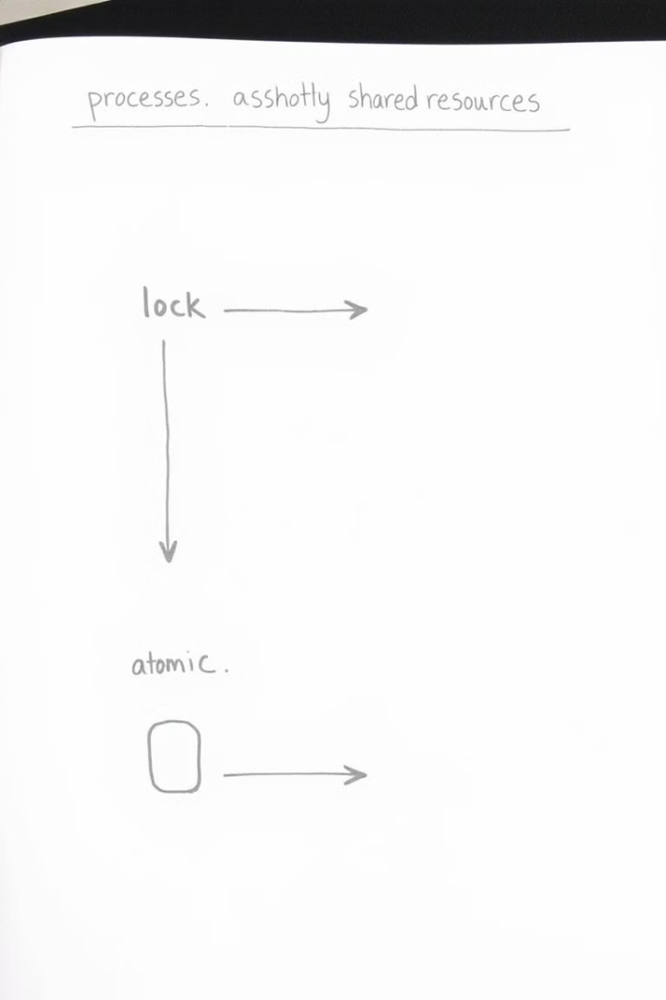 processes. asshotly shared resources
lock
atomic.